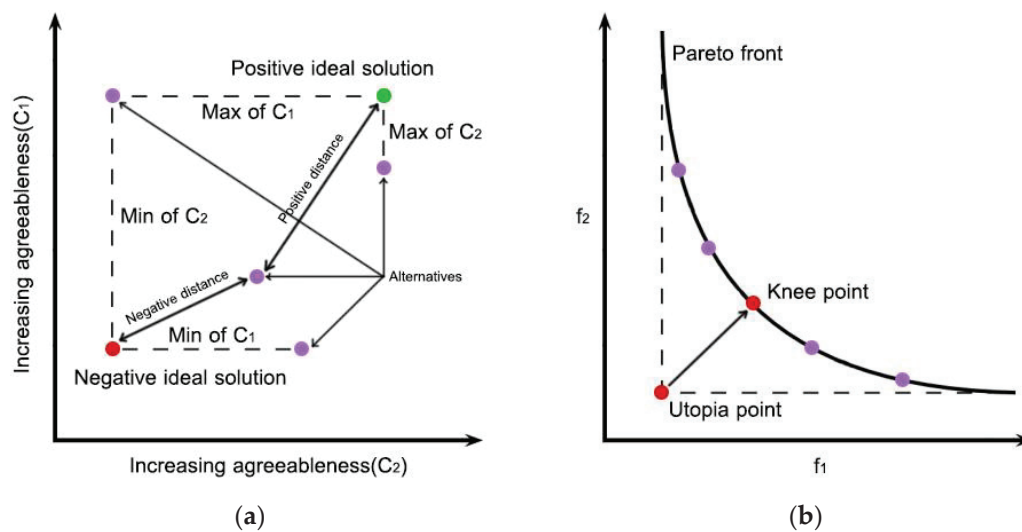 Positive ideal solution
Max of C₁
Max of C₂
Positive distance
Min of C₂
Negative distance
Alternatives
Min of C₁
Negative ideal solution
Increasing agreeableness(C₁)
Increasing agreeableness(C₂)
(a)
Pareto front
f₂
Knee point
Utopia point
f₁
(b)